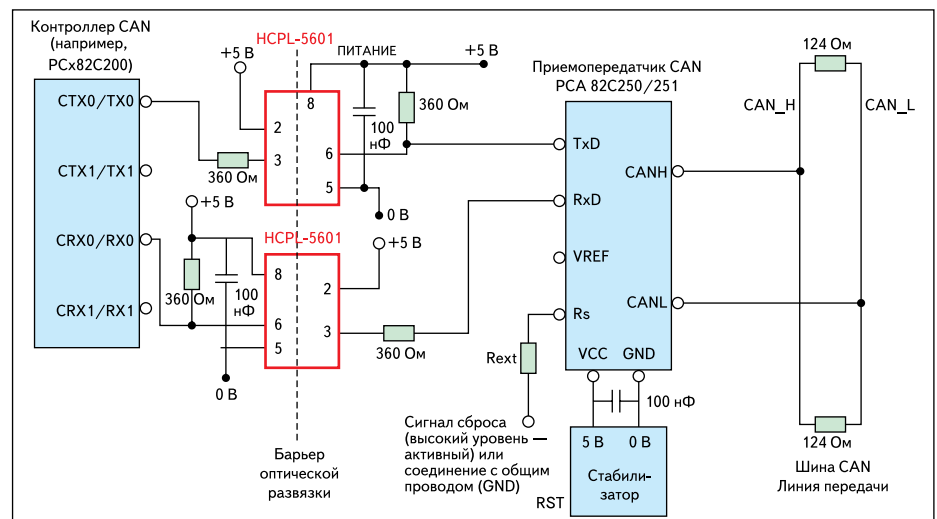 Контроллер CAN
(например,
PCx82C200)
CTX0/TX0
CTX1/TX1
CRX0/RX0
CRX1/RX1
360 Ом
+5 В
HCPL-5601
2
3
8
6
5
ПИТАНИЕ
+5 В
100
нФ
360 Ом
0 В
+5 В
360 Ом
100
нФ
0 В
HCPL-5601
8
6
5
2
3
+5 В
360 Ом
Барьер
оптической
развязки
Приемопередатчик CAN
PCA 82C250/251
TxD
RxD
VREF
Rs
CANH
CANL
VCC
GND
Rext
Сигнал сброса
(высокий уровень —
активный) или
соединение с общим
проводом (GND)
100 нФ
5 В
0 В
Стабили-
затор
RST
124 Ом
CAN_H
CAN_L
124 Ом
Шина CAN
Линия передачи